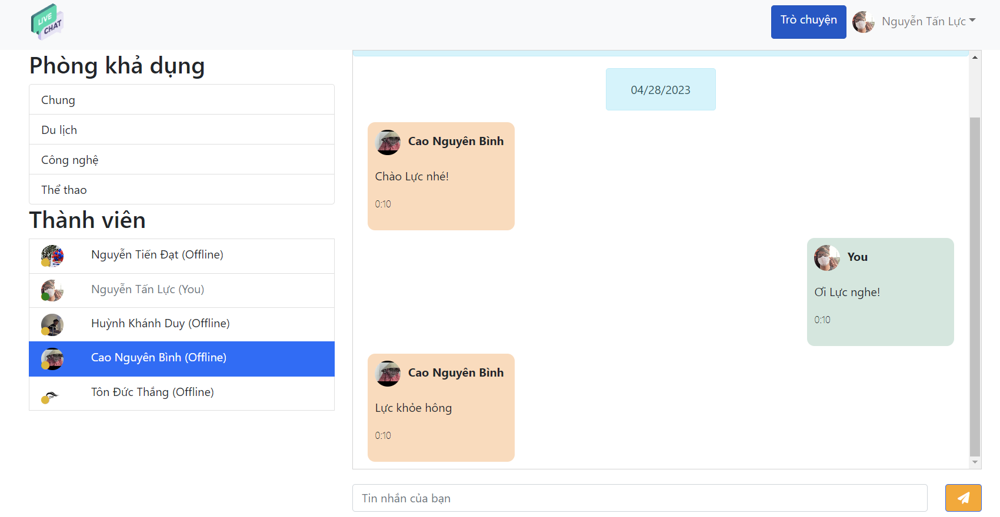 LIVE
CHAT
Trò chuyện
Nguyễn Tấn Lực
Phòng khả dụng
Chung
Du lịch
Công nghệ
Thể thao
Thành viên
Nguyễn Tiến Đạt (Offline)
Nguyễn Tấn Lực (You)
Huỳnh Khánh Duy (Offline)
Cao Nguyên Bình (Offline)
Tôn Đức Thắng (Offline)
04/28/2023
Cao Nguyên Bình
Chào Lực nhé!
0:10
You
Ơi Lực nghe!
0:10
Cao Nguyên Bình
Lực khỏe hông
0:10
Tin nhắn của bạn